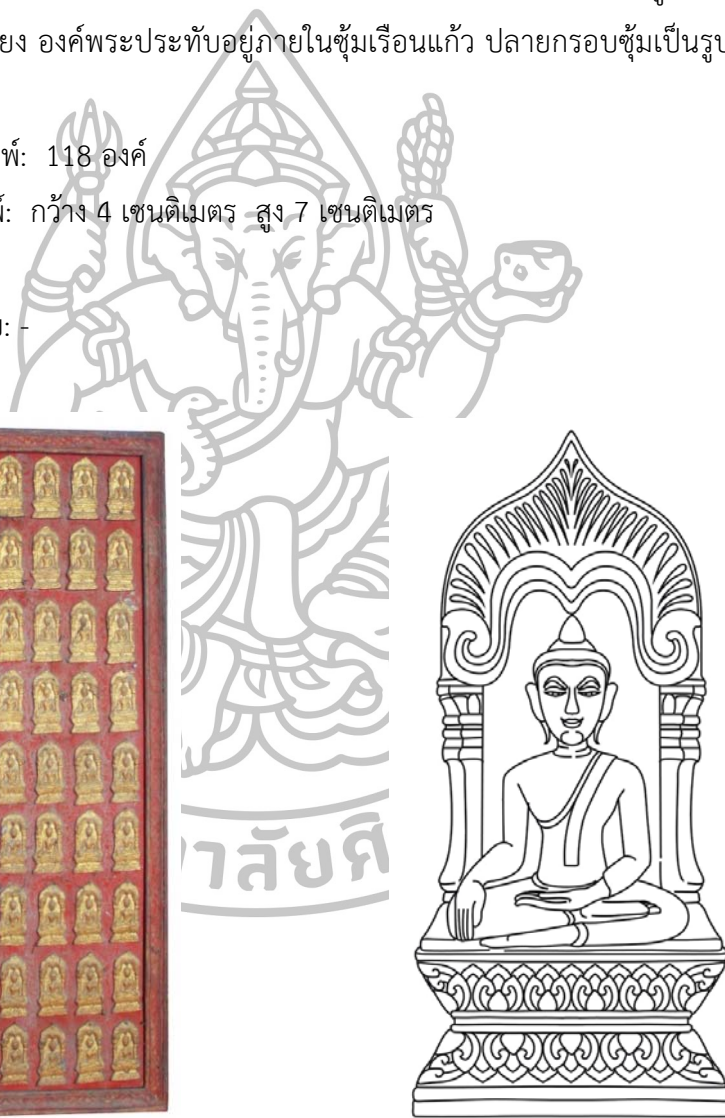 ยง องค์พระประทับอยู่ภายในซุ้มเรือนแก้ว ปลายกรอบซุ้มเป็นรูป
พ์: 118 องค์
์: กว้าง 4 เซนติเมตร สูง 7 เซนติเมตร
: -
าลัยศิ